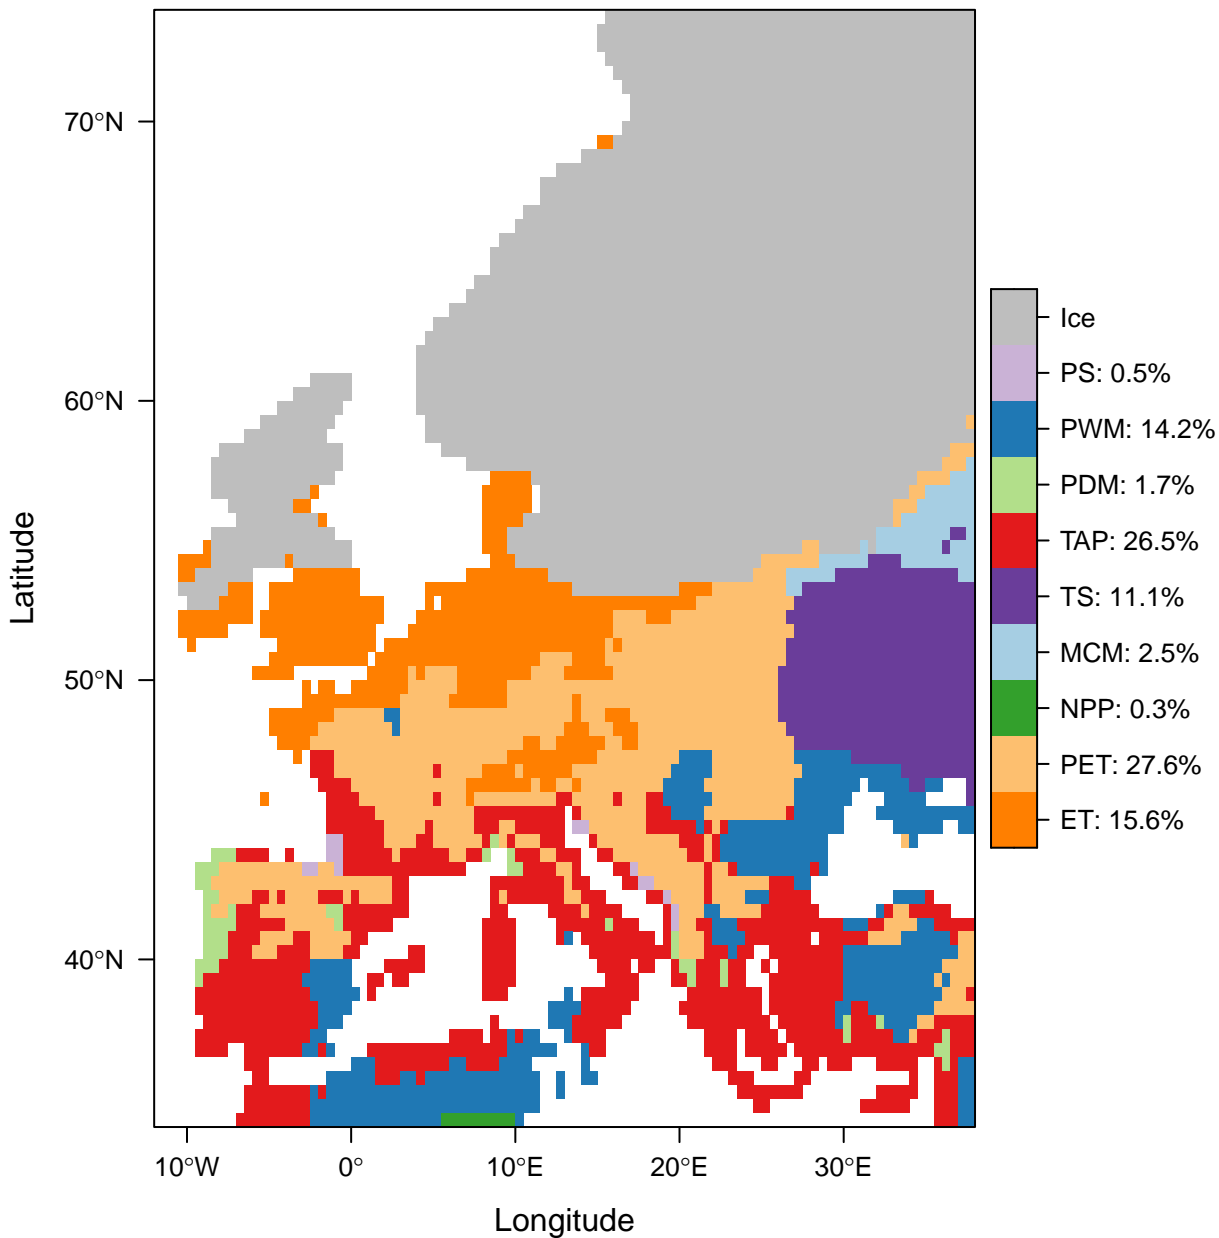 70°N
60°N
50°N
40°N
Latitude
10°W
0°
10°E
20°E
30°E
Longitude
Ice
PS: 0.5%
PWM: 14.2%
PDM: 1.7%
TAP: 26.5%
TS: 11.1%
MCM: 2.5%
NPP: 0.3%
PET: 27.6%
ET: 15.6%